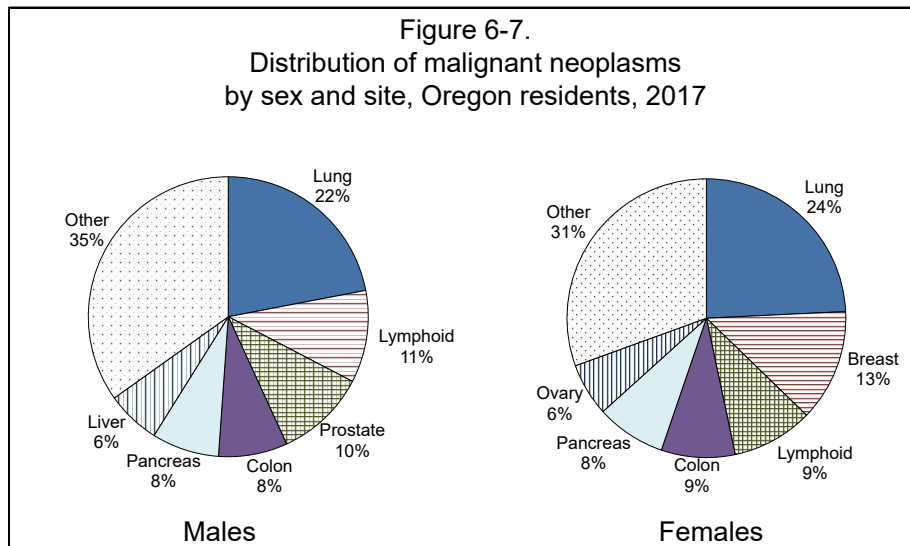 Figure 6-7.
Distribution of malignant neoplasms
by sex and site, Oregon residents, 2017
Lung
22%
Lymphoid
11%
Prostate
10%
Colon
8%
Pancreas
8%
Liver
6%
Other
35%
Males
Lung
24%
Breast
13%
Lymphoid
9%
Colon
9%
Pancreas
8%
Ovary
6%
Other
31%
Females